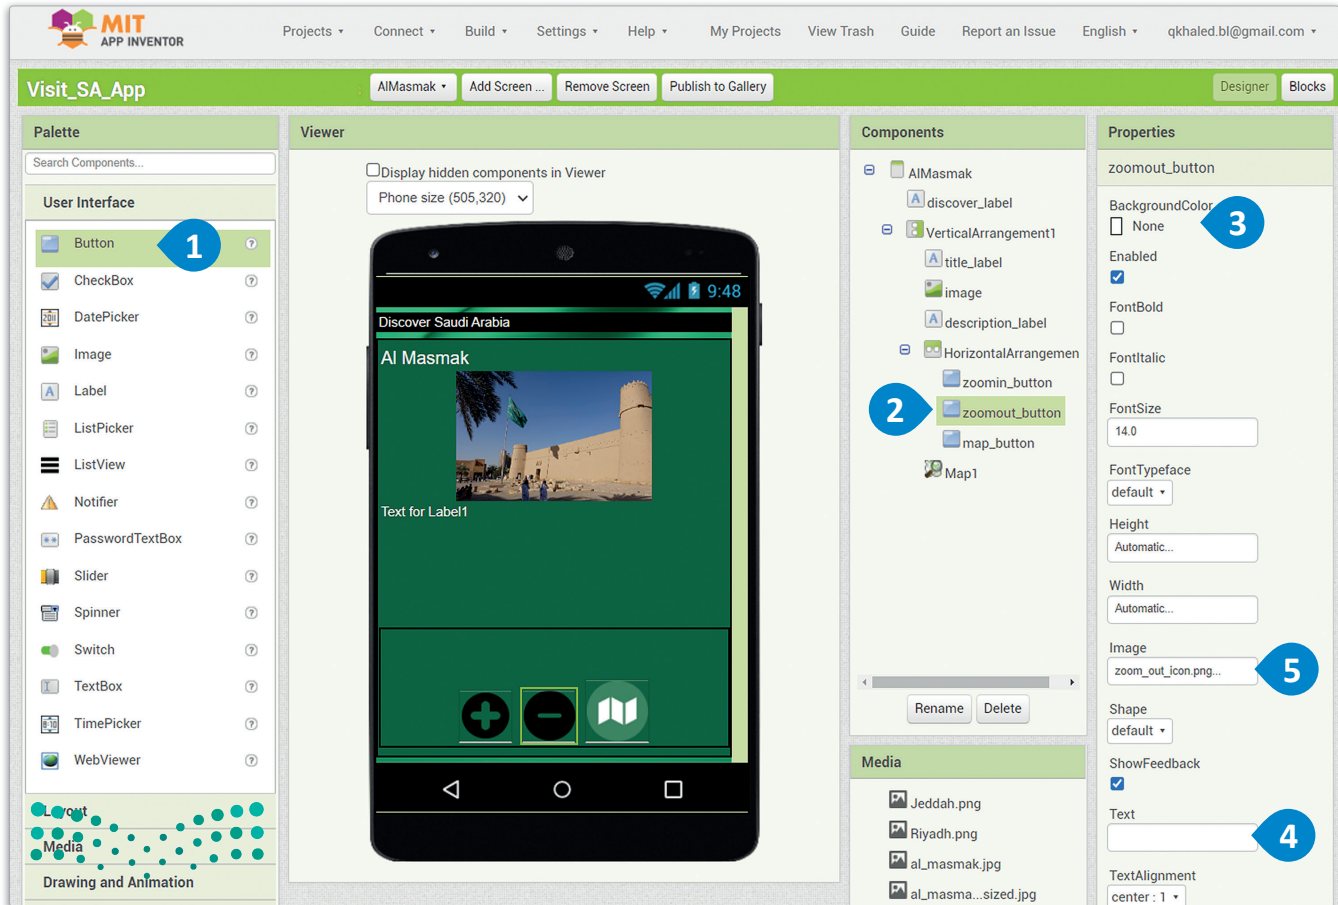 MIT
APP INVENTOR
Projects
Connect
Build
Settings
Help
My Projects
View Trash
Guide
Report an Issue
English
qkhaled.bl@gmail.com
Visit_SA_App
AlMasmak
Add Screen ...
Remove Screen
Publish to Gallery
Designer
Blocks
Palette
Search Components...
User Interface
Button
1
CheckBox
DatePicker
Image
Label
ListPicker
ListView
Notifier
PasswordTextBox
Slider
Spinner
Switch
TextBox
TimePicker
WebViewer
Layout
Media
Drawing and Animation
Viewer
Display hidden components in Viewer
Phone size (505,320)
9:48
Discover Saudi Arabia
Al Masmak
Text for Label1
Components
AlMasmak
discover_label
VerticalArrangement1
title_label
image
description_label
HorizontalArrangemen
zoomin_button
2
zoomout_button
map_button
Map1
Rename
Delete
Media
Jeddah.png
Riyadh.png
al_masmak.jpg
al_masma...sized.jpg
Properties
zoomout_button
BackgroundColor
None
3
Enabled
FontBold
FontItalic
FontSize
14.0
FontTypeface
default
Height
Automatic...
Width
Automatic...
Image
zoom_out_icon.png...
5
Shape
default
ShowFeedback
Text
4
TextAlignment
center : 1